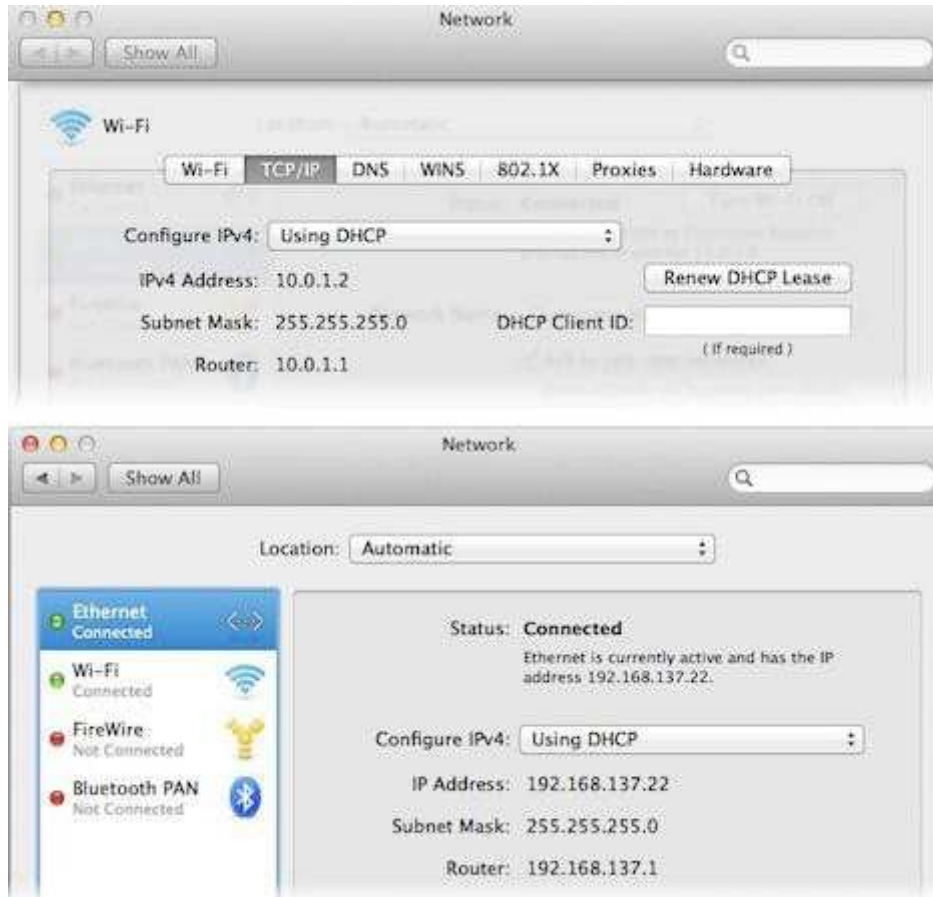 Network
Show All
Wi-Fi
Wi-Fi TCP/IP DNS WINS 802.1X Proxies Hardware
Configure IPv4: Using DHCP
IPv4 Address: 10.0.1.2
Renew DHCP Lease
Subnet Mask: 255.255.255.0
DHCP Client ID:
( If required )
Router: 10.0.1.1
Network
Show All
Location: Automatic
Ethernet
Connected
Wi-Fi
Connected
FireWire
Not Connected
Bluetooth PAN
Not Connected
Status: Connected
Ethernet is currently active and has the IP
address 192.168.137.22.
Configure IPv4: Using DHCP
IP Address: 192.168.137.22
Subnet Mask: 255.255.255.0
Router: 192.168.137.1